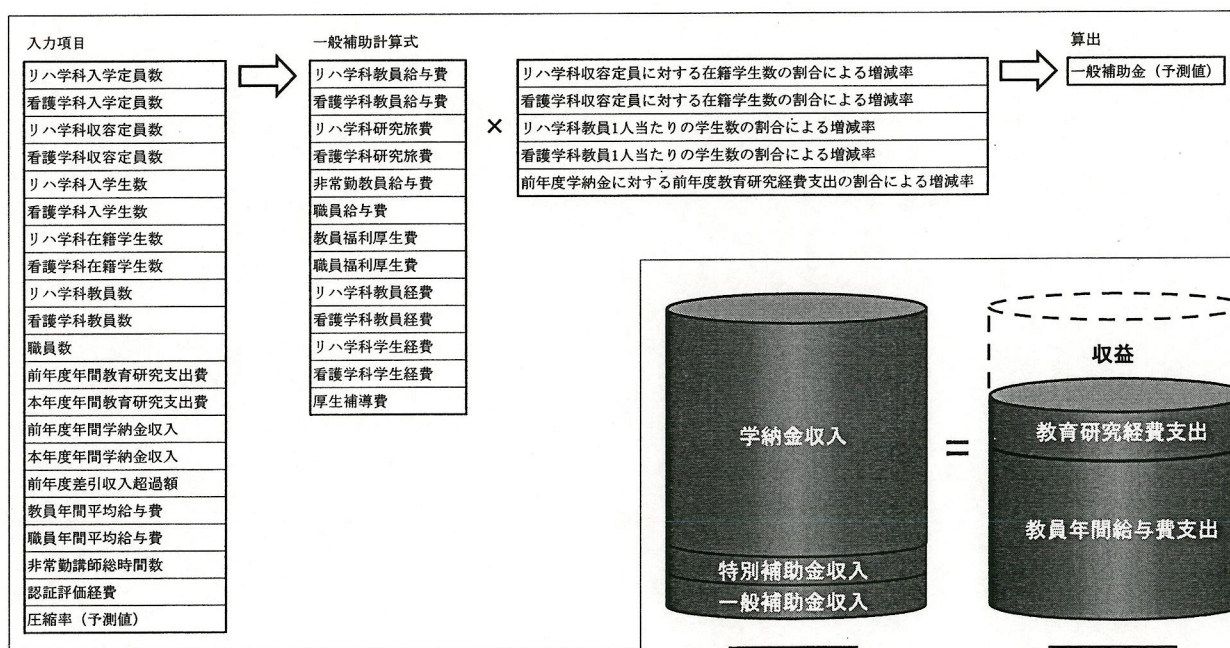 入力項目
リハ学科入学定員数
看護学科入学定員数
リハ学科収容定員数
看護学科収容定員数
リハ学科入学生数
看護学科入学生数
リハ学科在籍学生数
看護学科在籍学生数
リハ学科教員数
看護学科教員数
職員数
前年度年間教育研究支出費
本年度年間教育研究支出費
前年度年間学納金収入
本年度年間学納金収入
前年度差引収入超過額
教員年間平均給与費
職員年間平均給与費
非常勤講師総時間数
認証評価経費
圧縮率（予測値）
一般補助計算式
リハ学科教員給与費
看護学科教員給与費
リハ学科研究旅費
看護学科研究旅費
非常勤教員給与費
職員給与費
教員福利厚生費
職員福利厚生費
リハ学科教員経費
看護学科教員経費
リハ学科学生経費
看護学科学生経費
厚生補導費
×
リハ学科収容定員に対する在籍学生数の割合による増減率
看護学科収容定員に対する在籍学生数の割合による増減率
リハ学科教員1人当たりの学生数の割合による増減率
看護学科教員1人当たりの学生数の割合による増減率
前年度学納金に対する前年度教育研究経費支出の割合による増減率
算出
一般補助金（予測値）
学納金収入
特別補助金収入
一般補助金収入
=
収益
教育研究経費支出
教員年間給与費支出